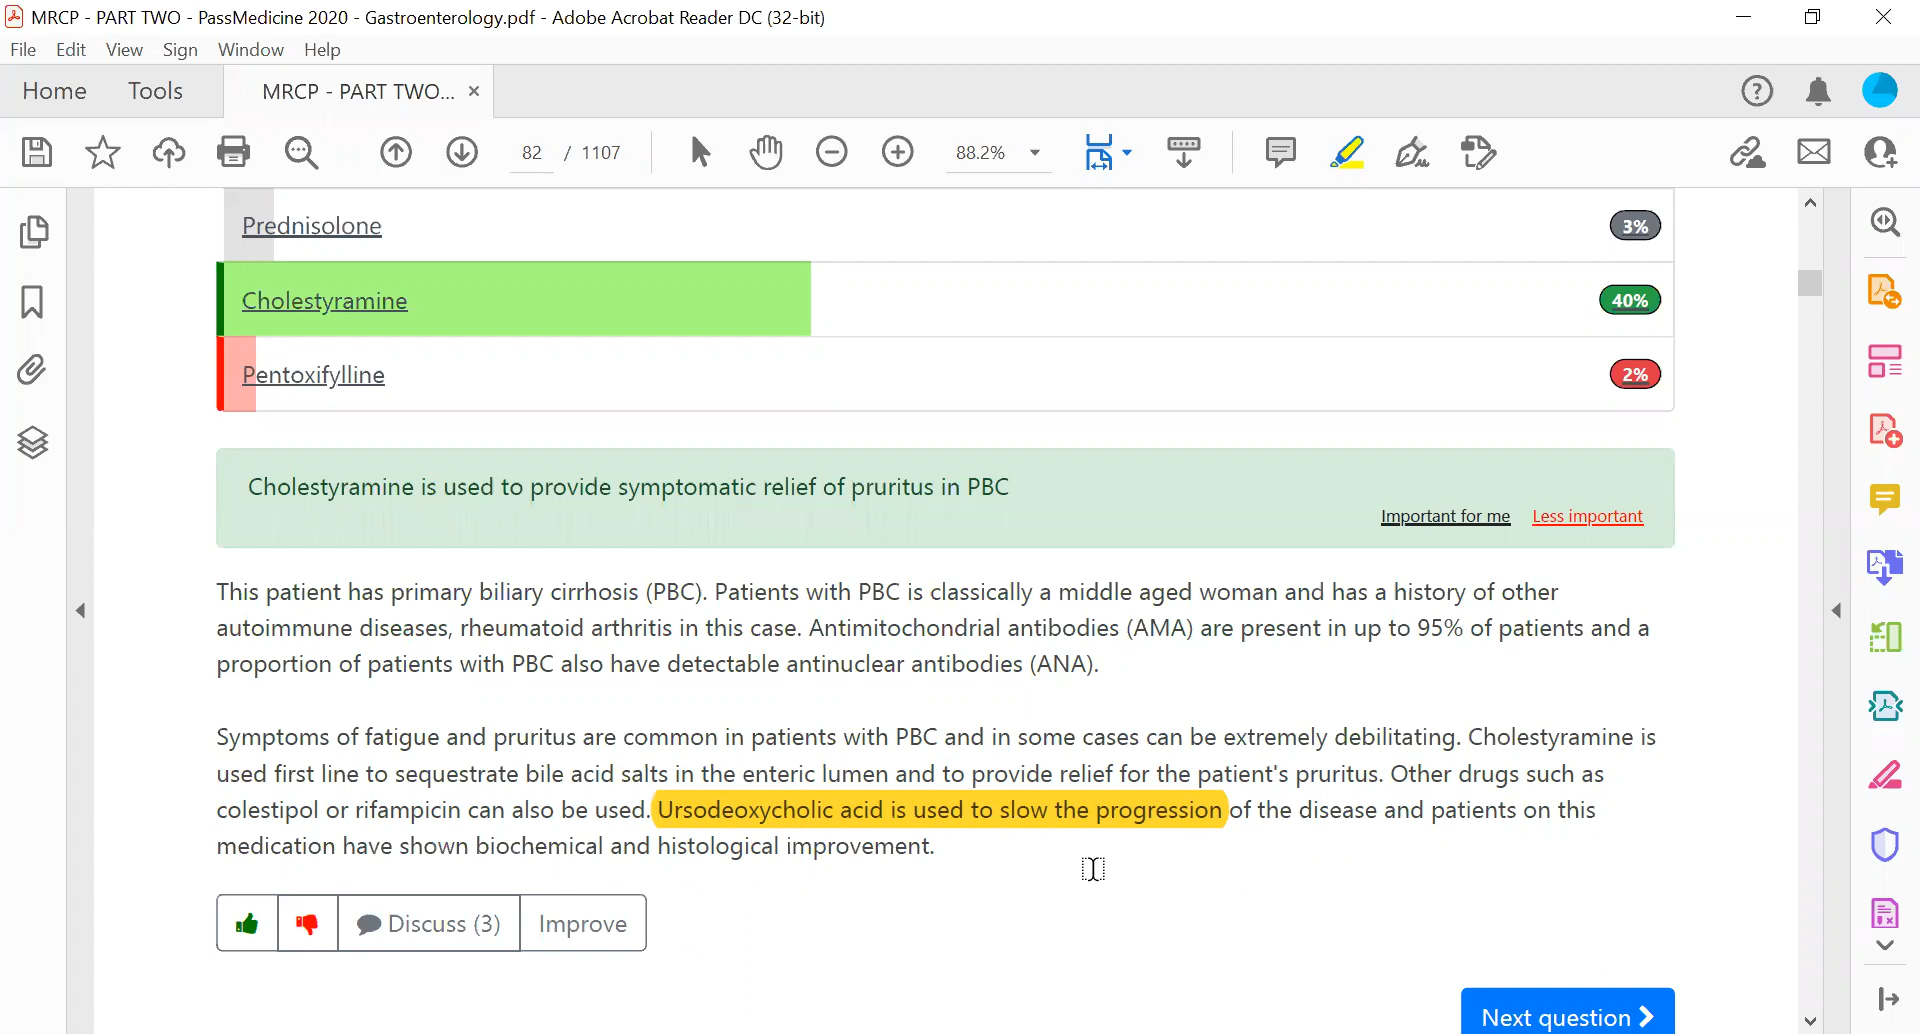 MRCP - PART TWO - PassMedicine 2020 - Gastroenterology.pdf - Adobe Acrobat Reader DC (32-bit)
File Edit View Sign Window Help
Home Tools MRCP - PART TWO... ×
82 / 1107 88.2%
Prednisolone 3%
Cholestyramine 40%
Pentoxifylline 2%
Cholestyramine is used to provide symptomatic relief of pruritus in PBC
Important for me Less important
This patient has primary biliary cirrhosis (PBC). Patients with PBC is classically a middle aged woman and has a history of other
autoimmune diseases, rheumatoid arthritis in this case. Antimitochondrial antibodies (AMA) are present in up to 95% of patients and a
proportion of patients with PBC also have detectable antinuclear antibodies (ANA).
Symptoms of fatigue and pruritus are common in patients with PBC and in some cases can be extremely debilitating. Cholestyramine is
used first line to sequestrate bile acid salts in the enteric lumen and to provide relief for the patient's pruritus. Other drugs such as
colestipol or rifampicin can also be used. Ursodeoxycholic acid is used to slow the progression of the disease and patients on this
medication have shown biochemical and histological improvement.
Discuss (3) Improve
Next question